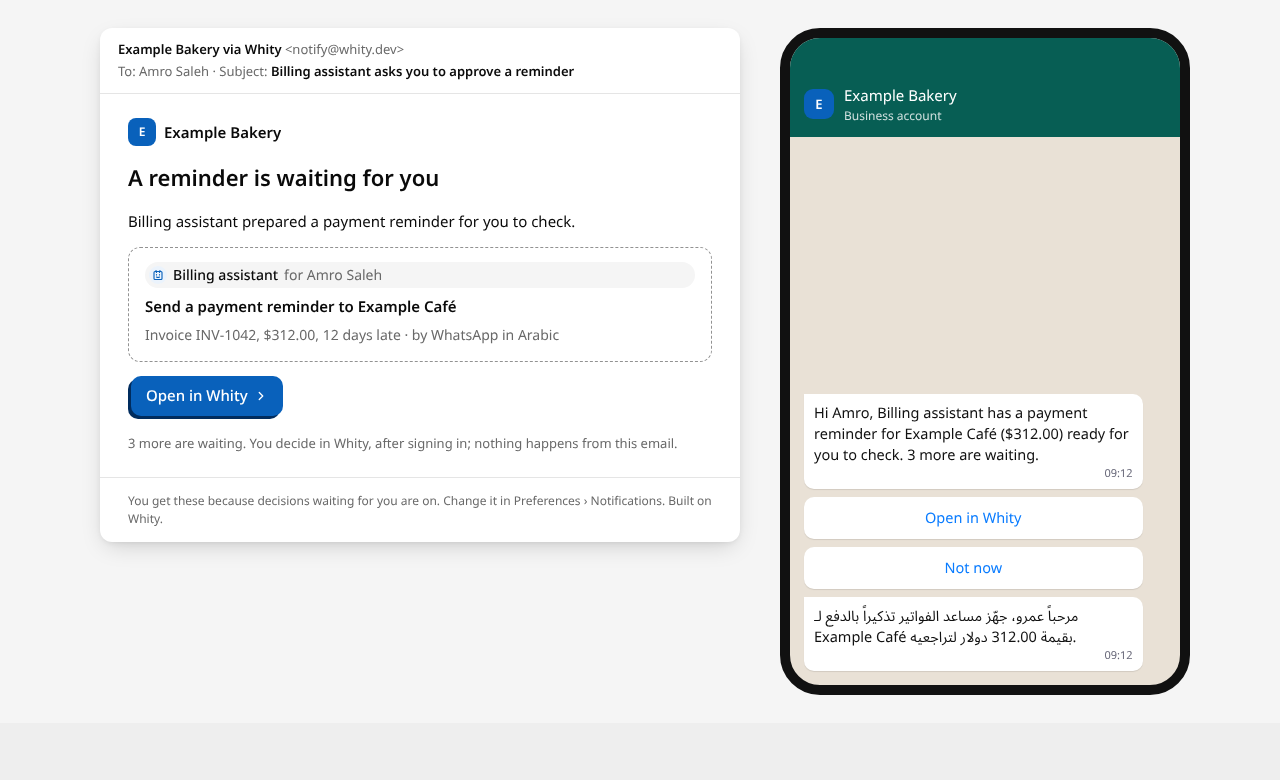 Example Bakery via Whity <notify@whity.dev>
To: Amro Saleh · Subject: Billing assistant asks you to approve a reminder
E
Example Bakery
A reminder is waiting for you
Billing assistant prepared a payment reminder for you to check.
Billing assistant for Amro Saleh
Send a payment reminder to Example Café
Invoice INV-1042, $312.00, 12 days late · by WhatsApp in Arabic
Open in Whity
3 more are waiting. You decide in Whity, after signing in; nothing happens from this email.
You get these because decisions waiting for you are on. Change it in Preferences › Notifications. Built on
Whity.
E
Example Bakery
Business account
Hi Amro, Billing assistant has a payment
reminder for Example Café ($312.00) ready for
you to check. 3 more are waiting.
09:12
Open in Whity
Not now
مرحباً عمرو، جهّز مساعد الفواتير تذكيراً بالدفع لـ
Example Café بقيمة 312.00 دولار لتراجعيه.
09:12